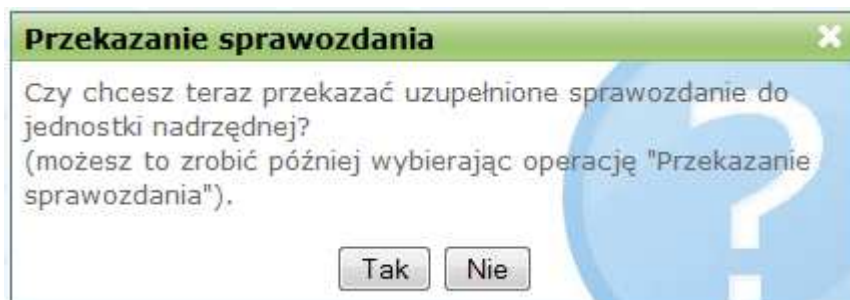 Przekazanie sprawozdania
Czy chcesz teraz przekazać uzupełnione sprawozdanie do
jednostki nadrzędnej?
(możesz to zrobić później wybierając operację "Przekazanie
sprawozdania").
Tak Nie